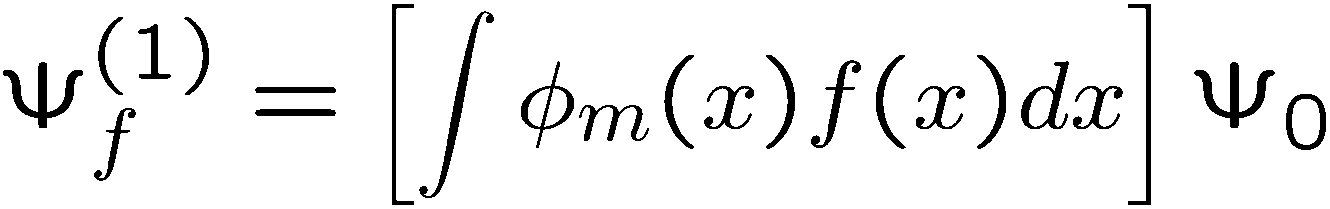 Ψ_f^{(1)} = [∫ ϕ_m(x)f(x)dx] Ψ_0